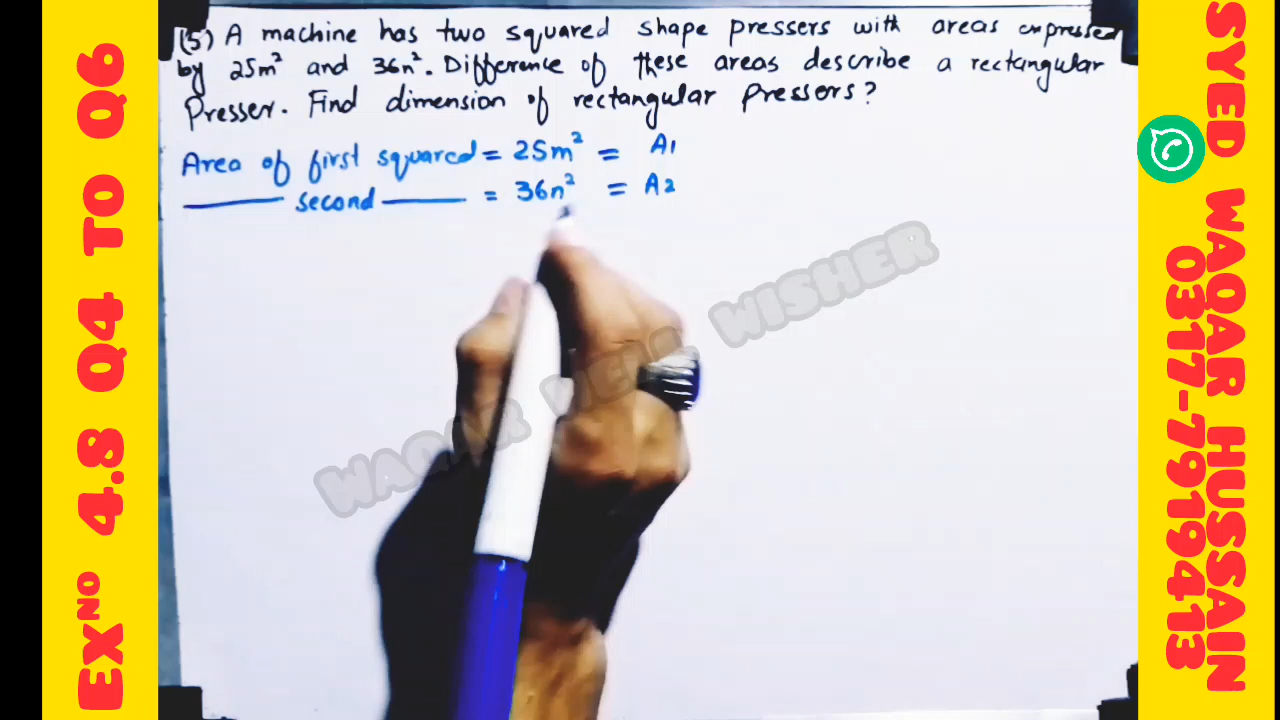 Exᴺᴼ 4.8 Q4 TO Q6
(5) A machine has two squared shape pressers with areas expressed
by 25m² and 36n². Difference of these areas describe a rectangular
Presser. Find dimension of rectangular Pressers?
Area of first squared = 25m² = A1
——— second ——— = 36n² = A2
WAQAR WELL WISHER
SYED WAQAR HUSSAIN
0317-7919413